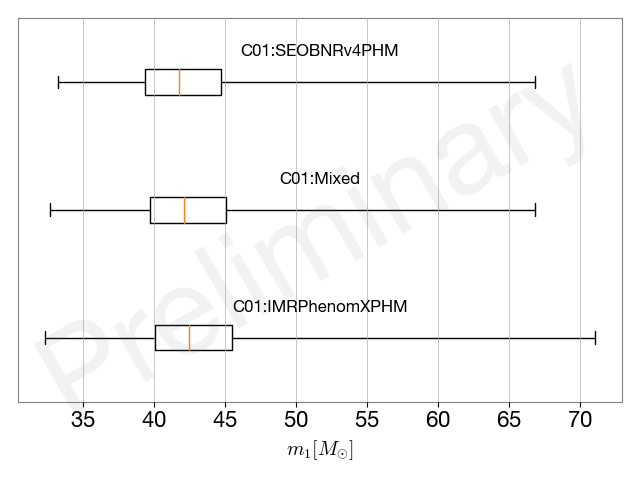 C01:SEOBNRv4PHM
C01:Mixed
C01:IMRPhenomXPHM
Preliminary
35 40 45 50 55 60 65 70
m₁[M☉]